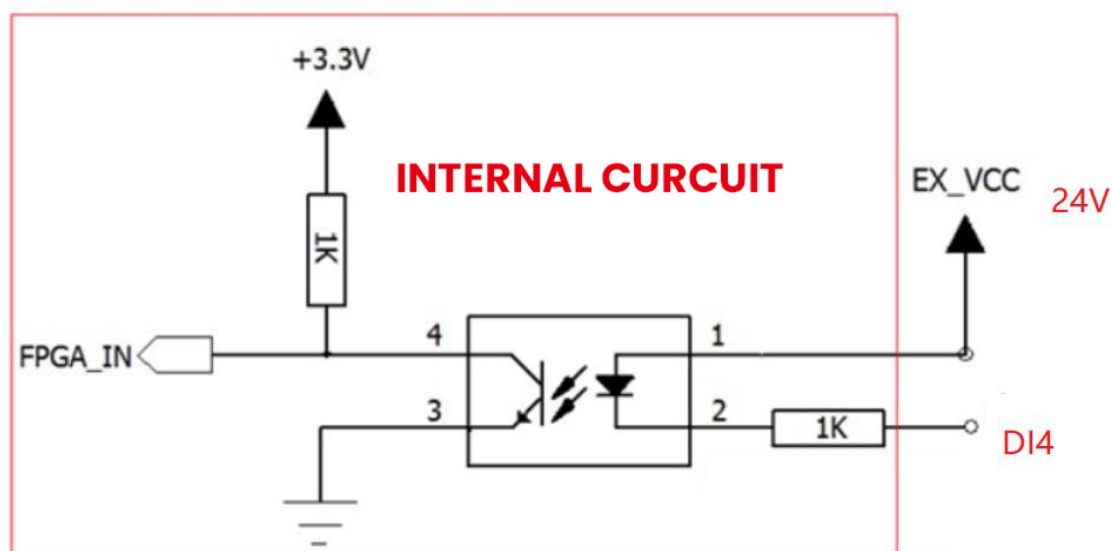 +3.3V
INTERNAL CURCUIT
EX_VCC
24V
1K
FPGA_IN
4
1
3
2
1K
DI4